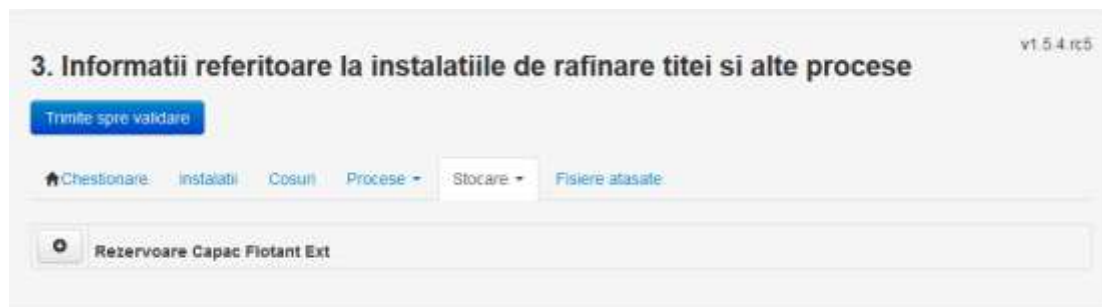 v1.5.4.rc5
3. Informatii referitoare la instalatiile de rafinare titei si alte procese
Trimite spre validare
Chestionare Instalatii Cosuri Procese Stocare Fisiere atasate
Rezervoare Capac Flotant Ext